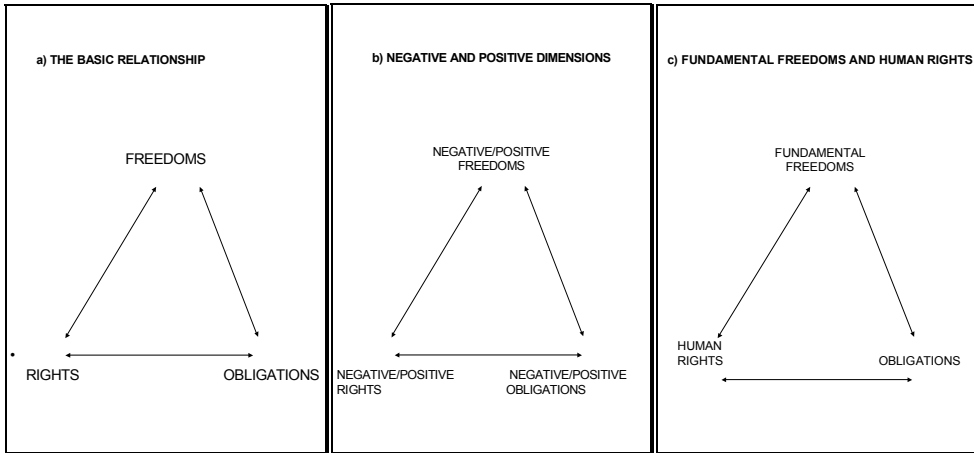 a) THE BASIC RELATIONSHIP
FREEDOMS
RIGHTS
OBLIGATIONS
b) NEGATIVE AND POSITIVE DIMENSIONS
NEGATIVE/POSITIVE
FREEDOMS
NEGATIVE/POSITIVE
RIGHTS
NEGATIVE/POSITIVE
OBLIGATIONS
c) FUNDAMENTAL FREEDOMS AND HUMAN RIGHTS
FUNDAMENTAL
FREEDOMS
HUMAN
RIGHTS
OBLIGATIONS